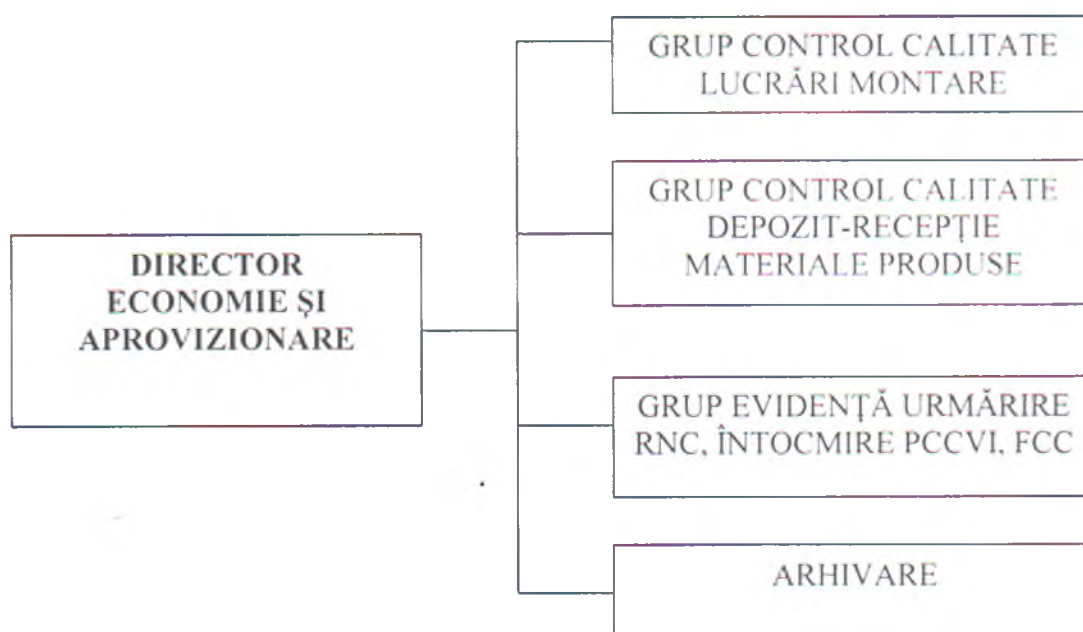 GRUP CONTROL CALITATE
LUCRĂRI MONTARE
GRUP CONTROL CALITATE
DEPOZIT-RECEPȚIE
MATERIALE PRODUSE
DIRECTOR
ECONOMIE ȘI
APROVIZIONARE
GRUP EVIDENȚĂ URMĂRIRE
RNC, ÎNTOCMIRE PCCVI, FCC
ARHIVARE